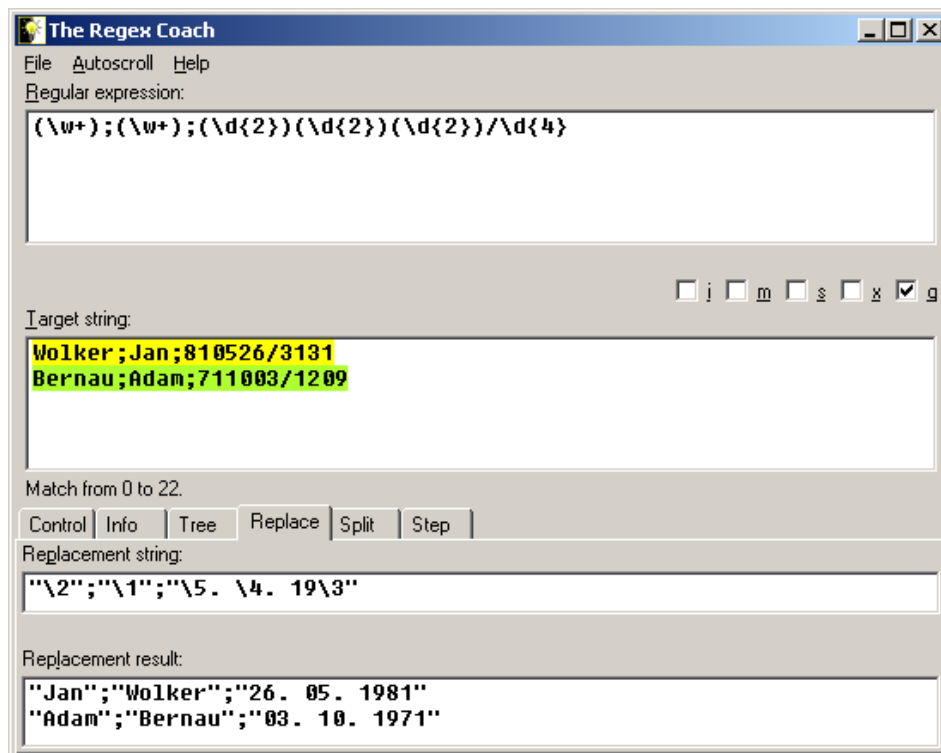 The Regex Coach
File Autoscroll Help
Regular expression:
(\w+);(\w+);(\d{2})(\d{2})(\d{2})/\d{4}
i m s x g
Target string:
Wolker;Jan;810526/3131
Bernau;Adam;711003/1209
Match from 0 to 22.
Control Info Tree Replace Split Step
Replacement string:
"\2";"\1";"\5. \4. 19\3"
Replacement result:
"Jan";"Wolker";"26. 05. 1981"
"Adam";"Bernau";"03. 10. 1971"